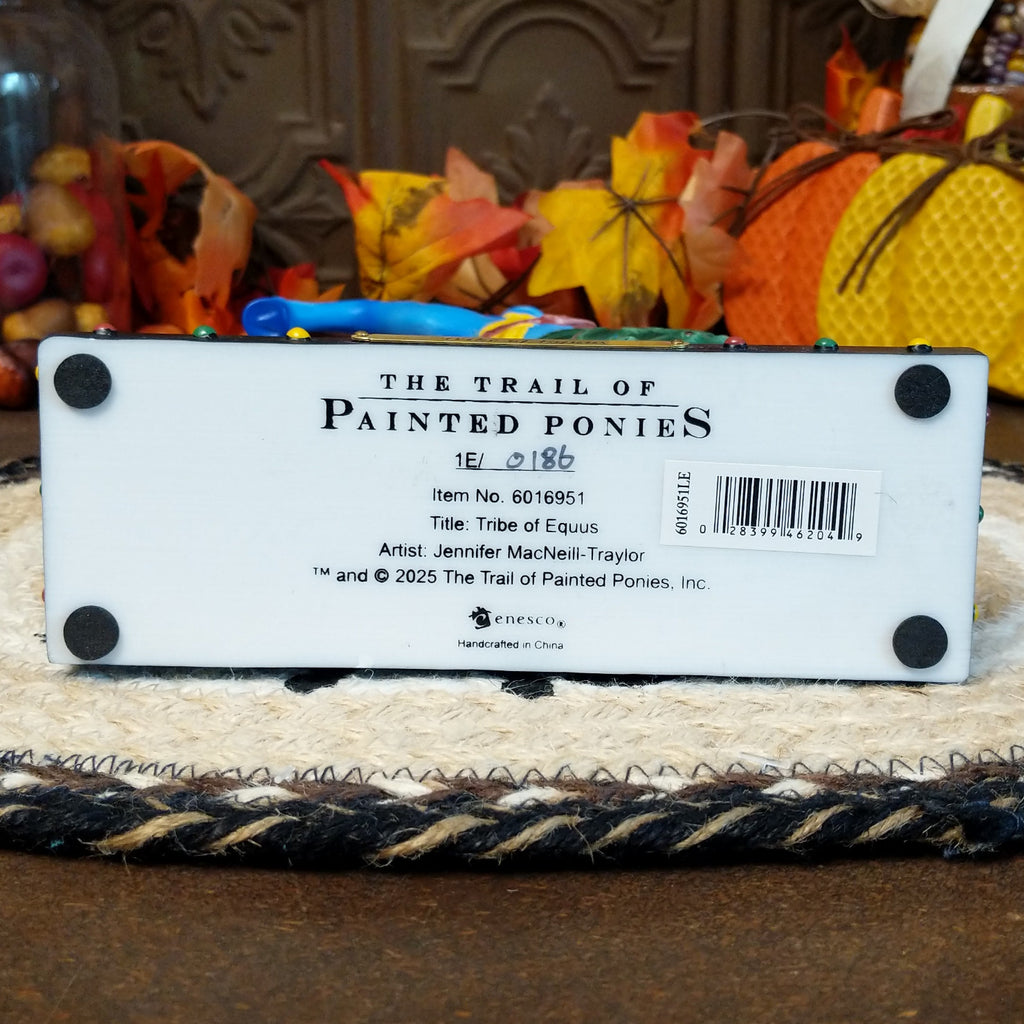 THE TRAIL OF
PAINTED PONIES
1E/ 0186
Item No. 6016951
Title: Tribe of Equus
Artist: Jennifer MacNeill-Traylor
™ and © 2025 The Trail of Painted Ponies, Inc.
enesco®
Handcrafted in China
6016951LE
0 28399 46204 9